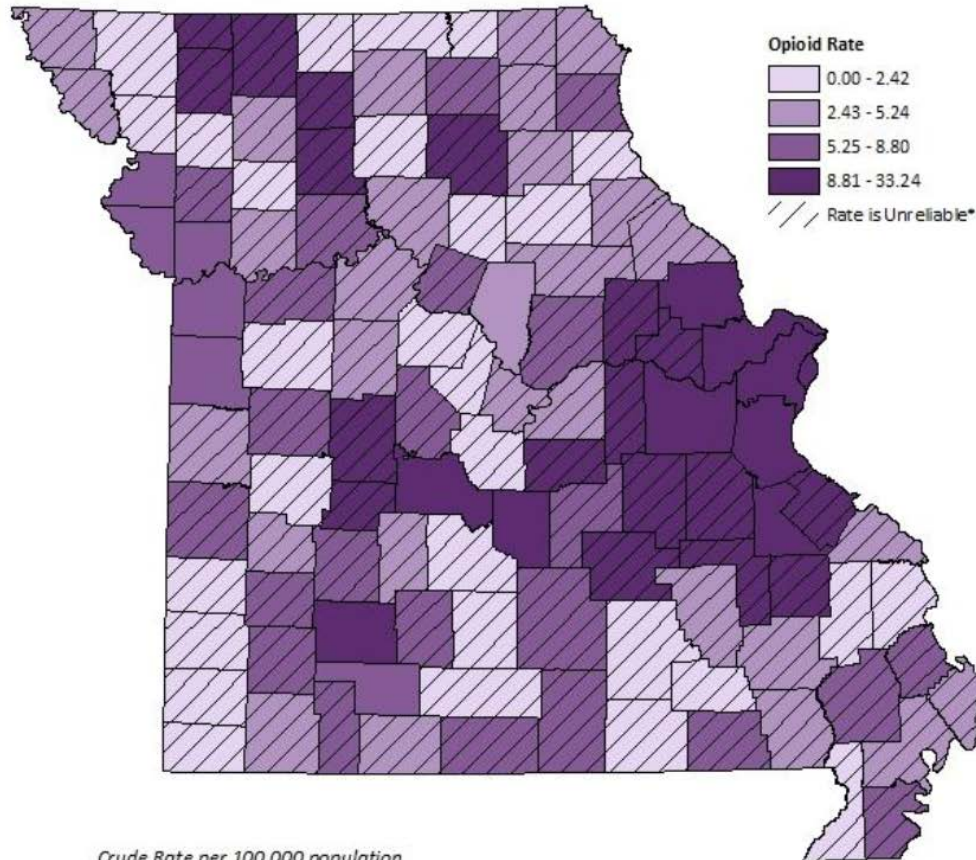 Opioid Rate
0.00 - 2.42
2.43 - 5.24
5.25 - 8.80
8.81 - 33.24
Rate is Unreliable*
Crude Rate per 100,000 population